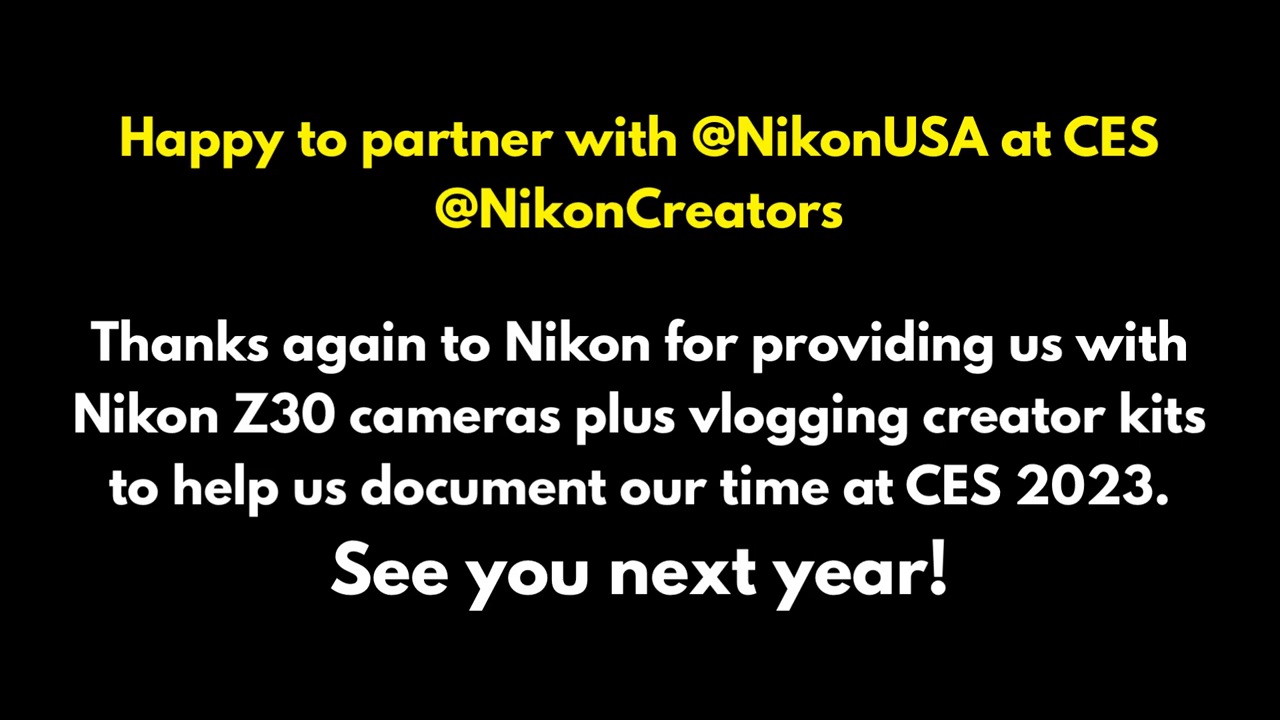 Happy to partner with @NikonUSA at CES
@NikonCreators
Thanks again to Nikon for providing us with
Nikon Z30 cameras plus vlogging creator kits
to help us document our time at CES 2023.
See you next year!